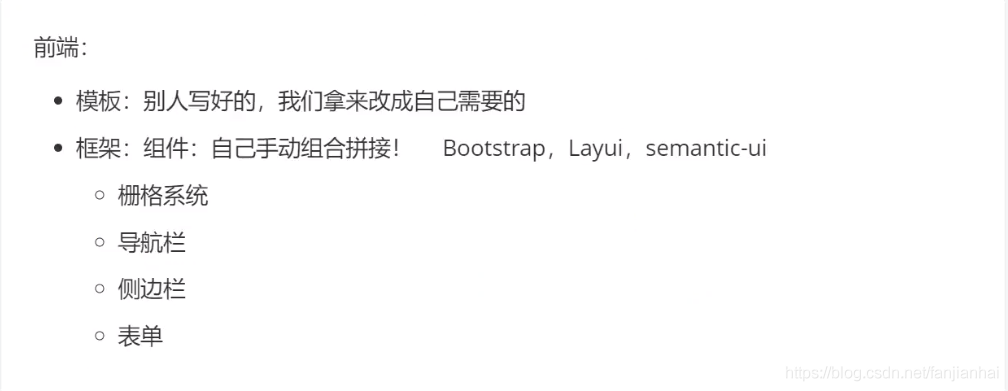 前端：
模板：别人写好的，我们拿来改成自己需要的
框架：组件：自己手动组合拼接！ Bootstrap，Layui，semantic-ui
栅格系统
导航栏
侧边栏
表单
https://blog.csdn.net/fanjianhai